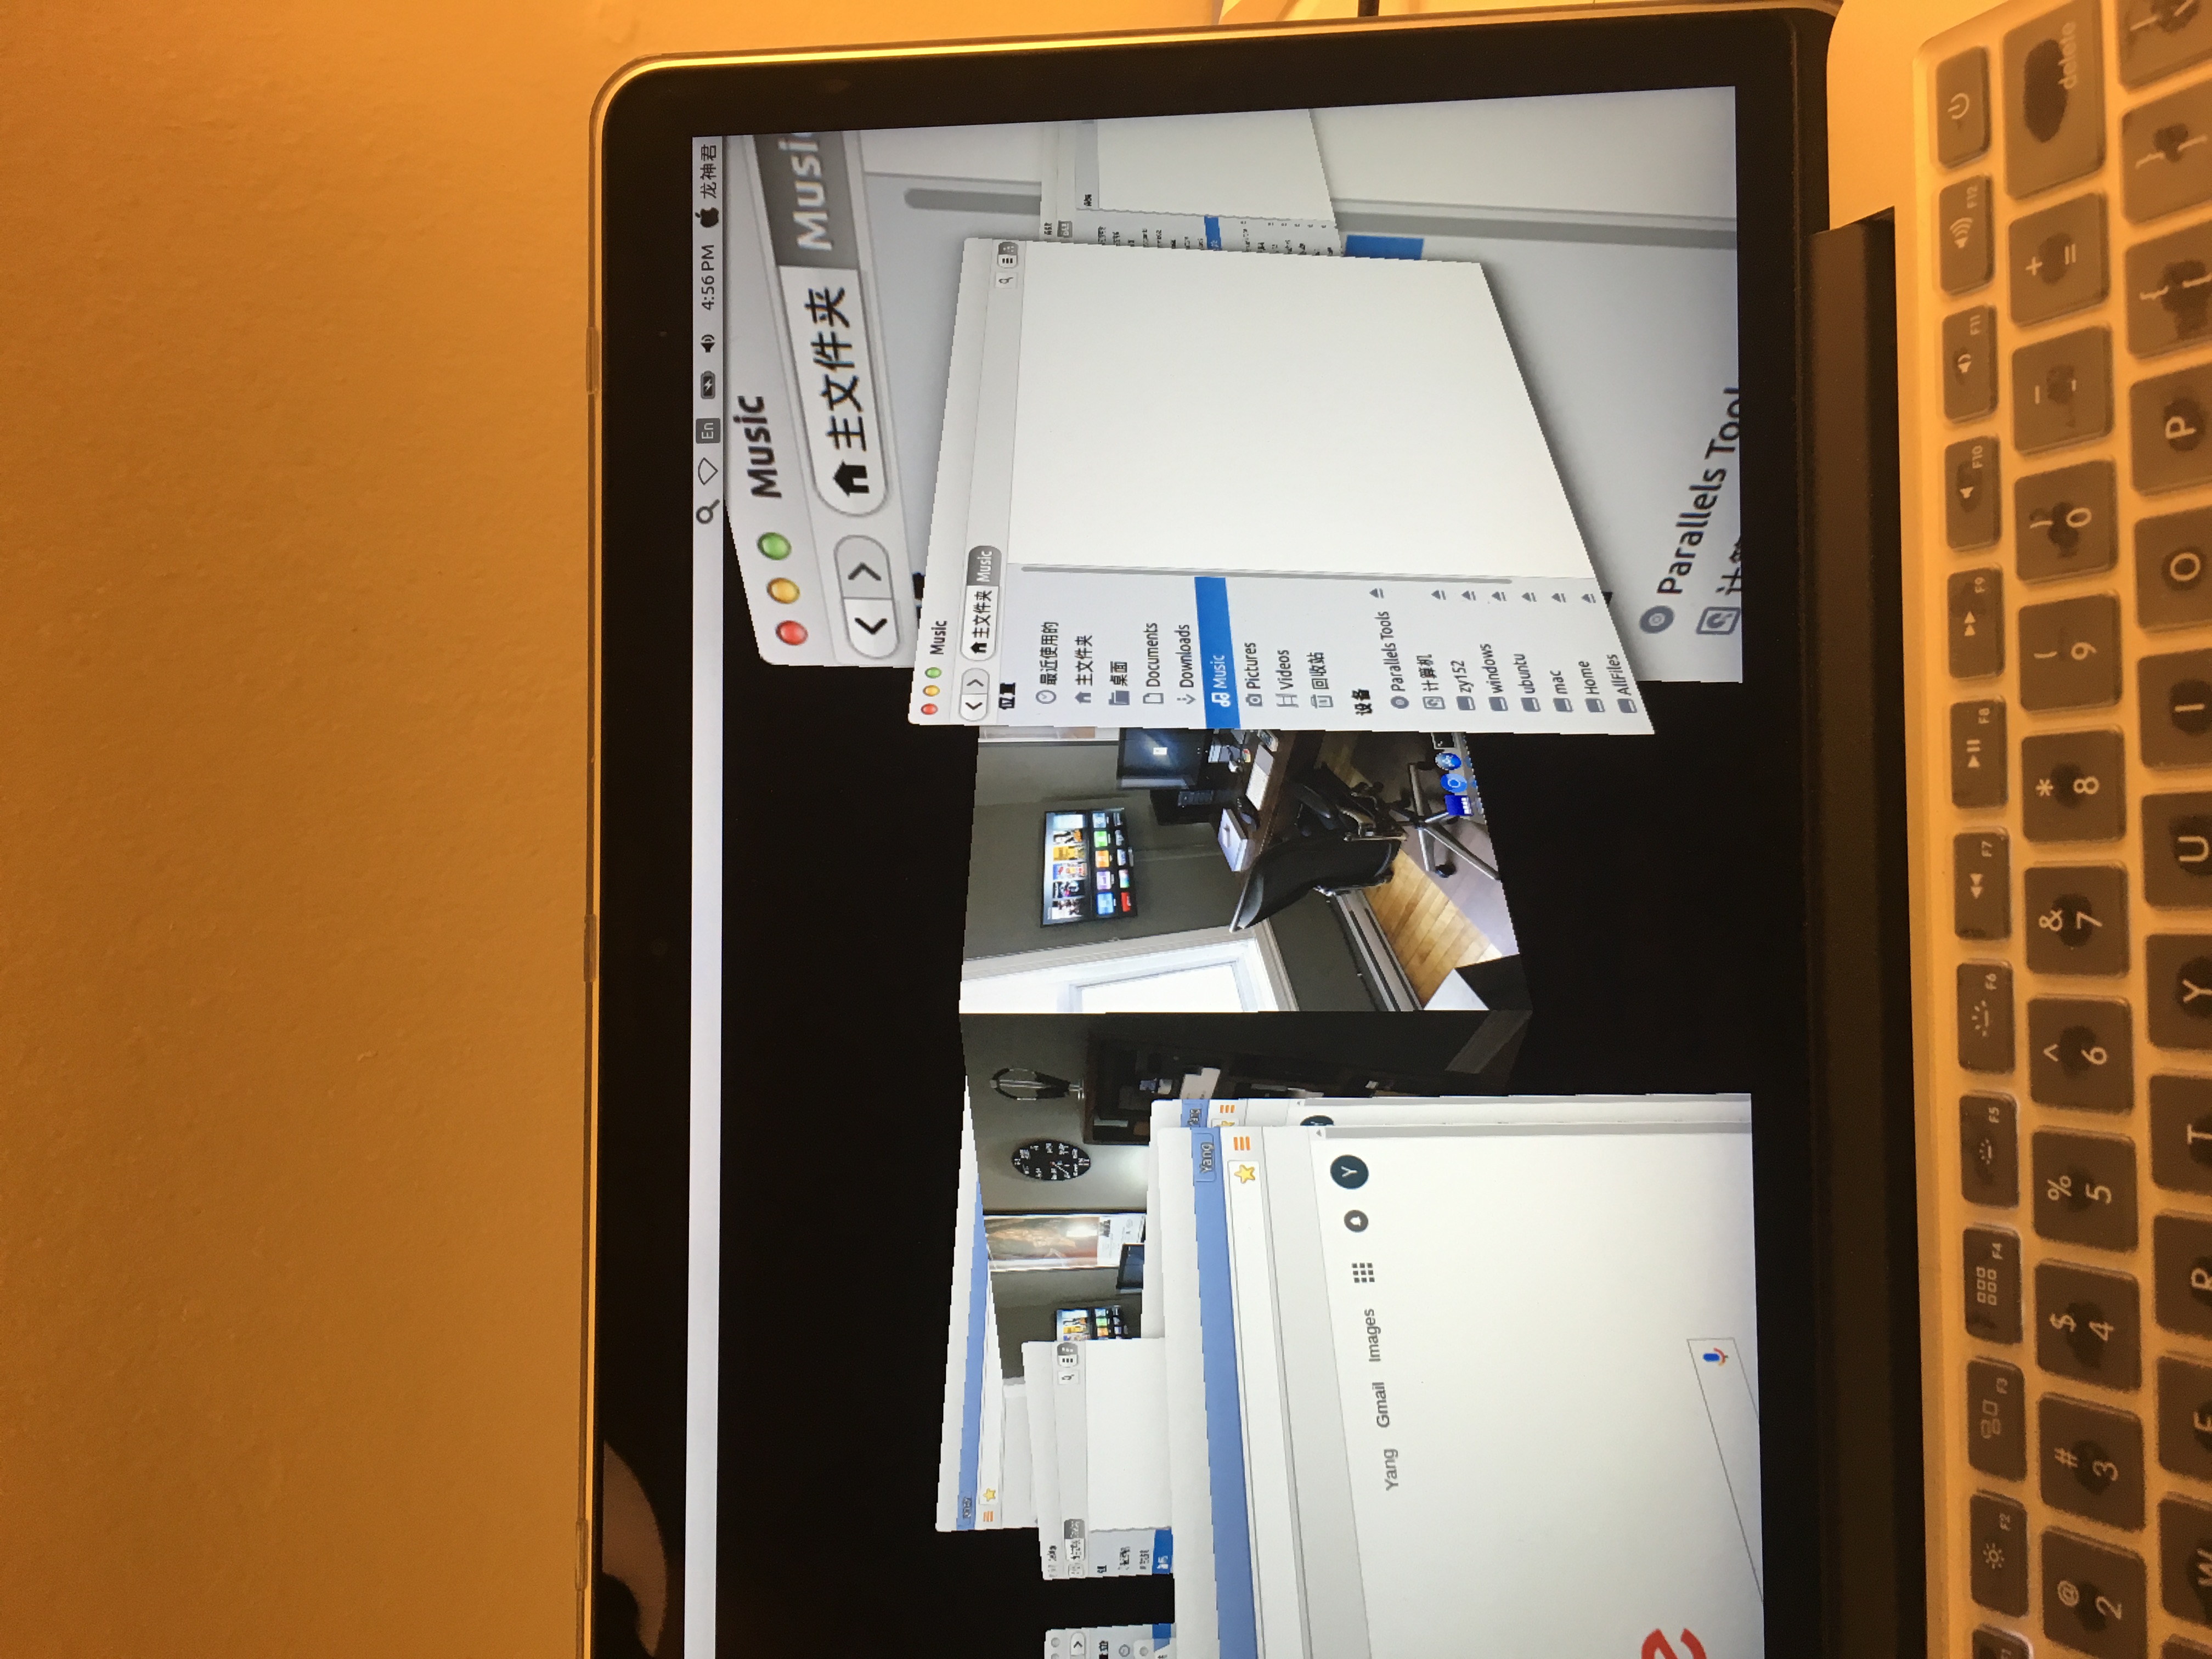 En 4:56 PM 龙神君
Music
主文件夹 Music
Music
主文件夹 Music
位置
最近使用的
主文件夹
桌面
Documents
Downloads
Music
Pictures
Videos
回收站
设备
Parallels Tools
计算机
zy152
windows
ubuntu
mac
Home
AllFiles
Parallels Tool
Yang
Yang
Yang Gmail Images Y
e
F2 F3 F4 F5 F6 F7 F8 F9 F10 F11 F12
@ # $ % ^ & * ( ) _ +
2 3 4 5 6 7 8 9 0 - = delete
W E R T Y U I O P { }